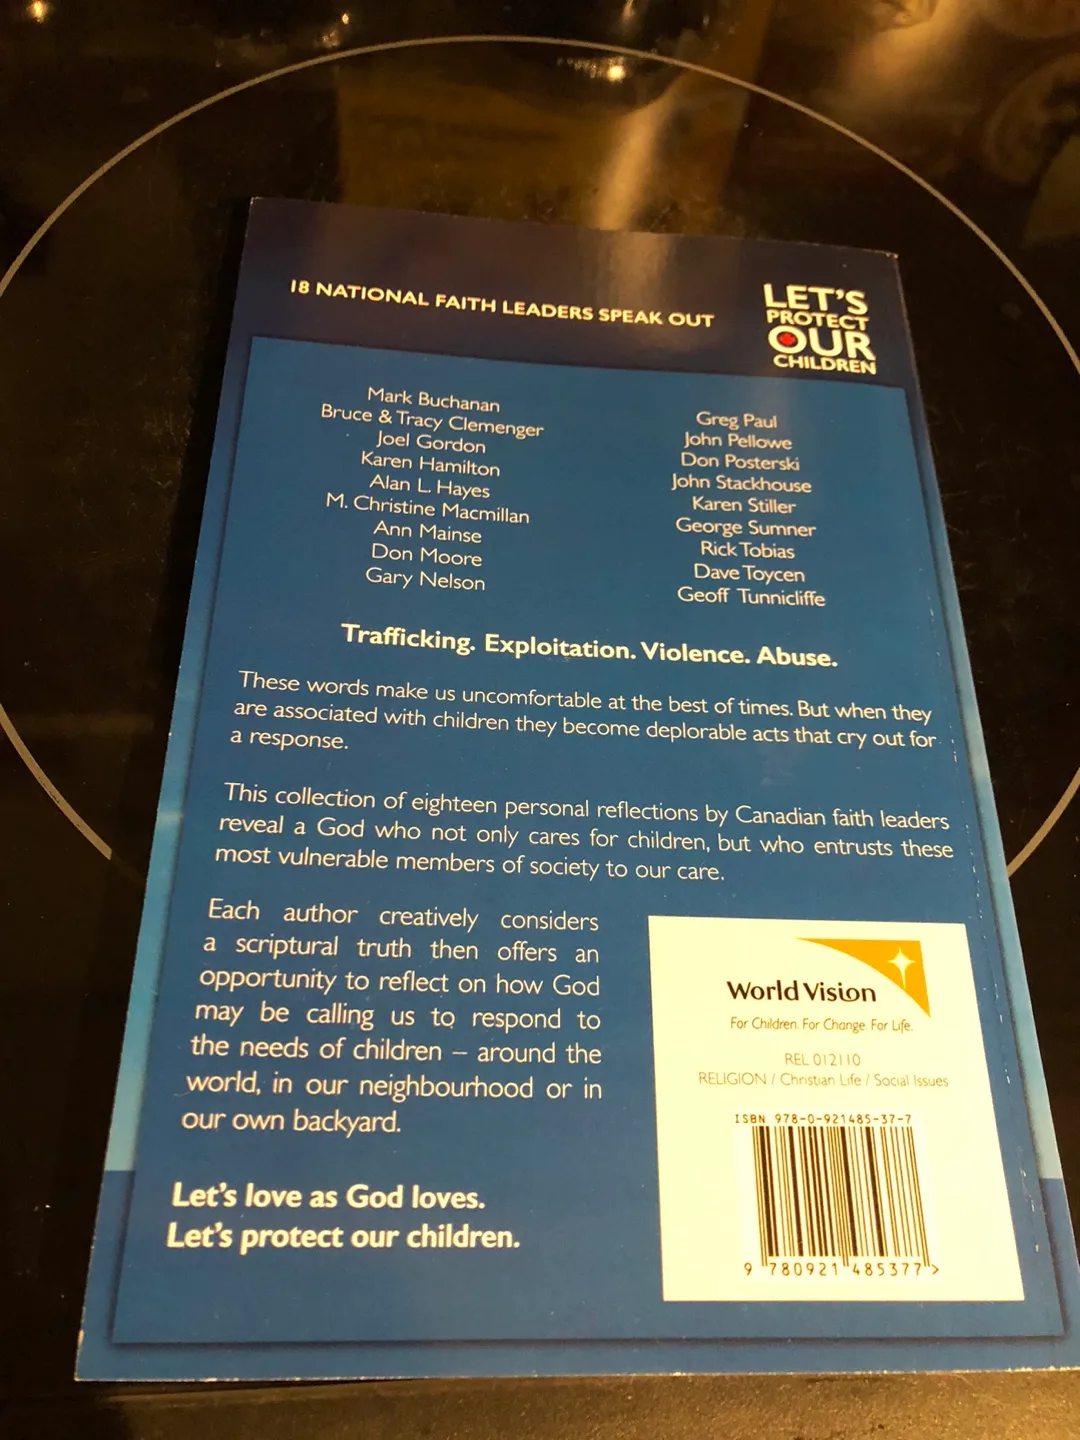 18 NATIONAL FAITH LEADERS SPEAK OUT
LET'S
PROTECT
OUR
CHILDREN
Mark Buchanan
Bruce & Tracy Clemenger
Joel Gordon
Karen Hamilton
Alan L. Hayes
M. Christine Macmillan
Ann Mainse
Don Moore
Gary Nelson
Greg Paul
John Pellowe
Don Posterski
John Stackhouse
Karen Stiller
George Sumner
Rick Tobias
Dave Toycen
Geoff Tunnicliffe
Trafficking. Exploitation. Violence. Abuse.
These words make us uncomfortable at the best of times. But when they
are associated with children they become deplorable acts that cry out for
a response.
This collection of eighteen personal reflections by Canadian faith leaders
reveal a God who not only cares for children, but who entrusts these
most vulnerable members of society to our care.
Each author creatively considers
a scriptural truth then offers an
opportunity to reflect on how God
may be calling us to respond to
the needs of children – around the
world, in our neighbourhood or in
our own backyard.
Let's love as God loves.
Let's protect our children.
World Vision
For Children. For Change. For Life.
REL 012110
RELIGION / Christian Life / Social Issues
ISBN 978-0-921485-37-7
9 780921 485377 >